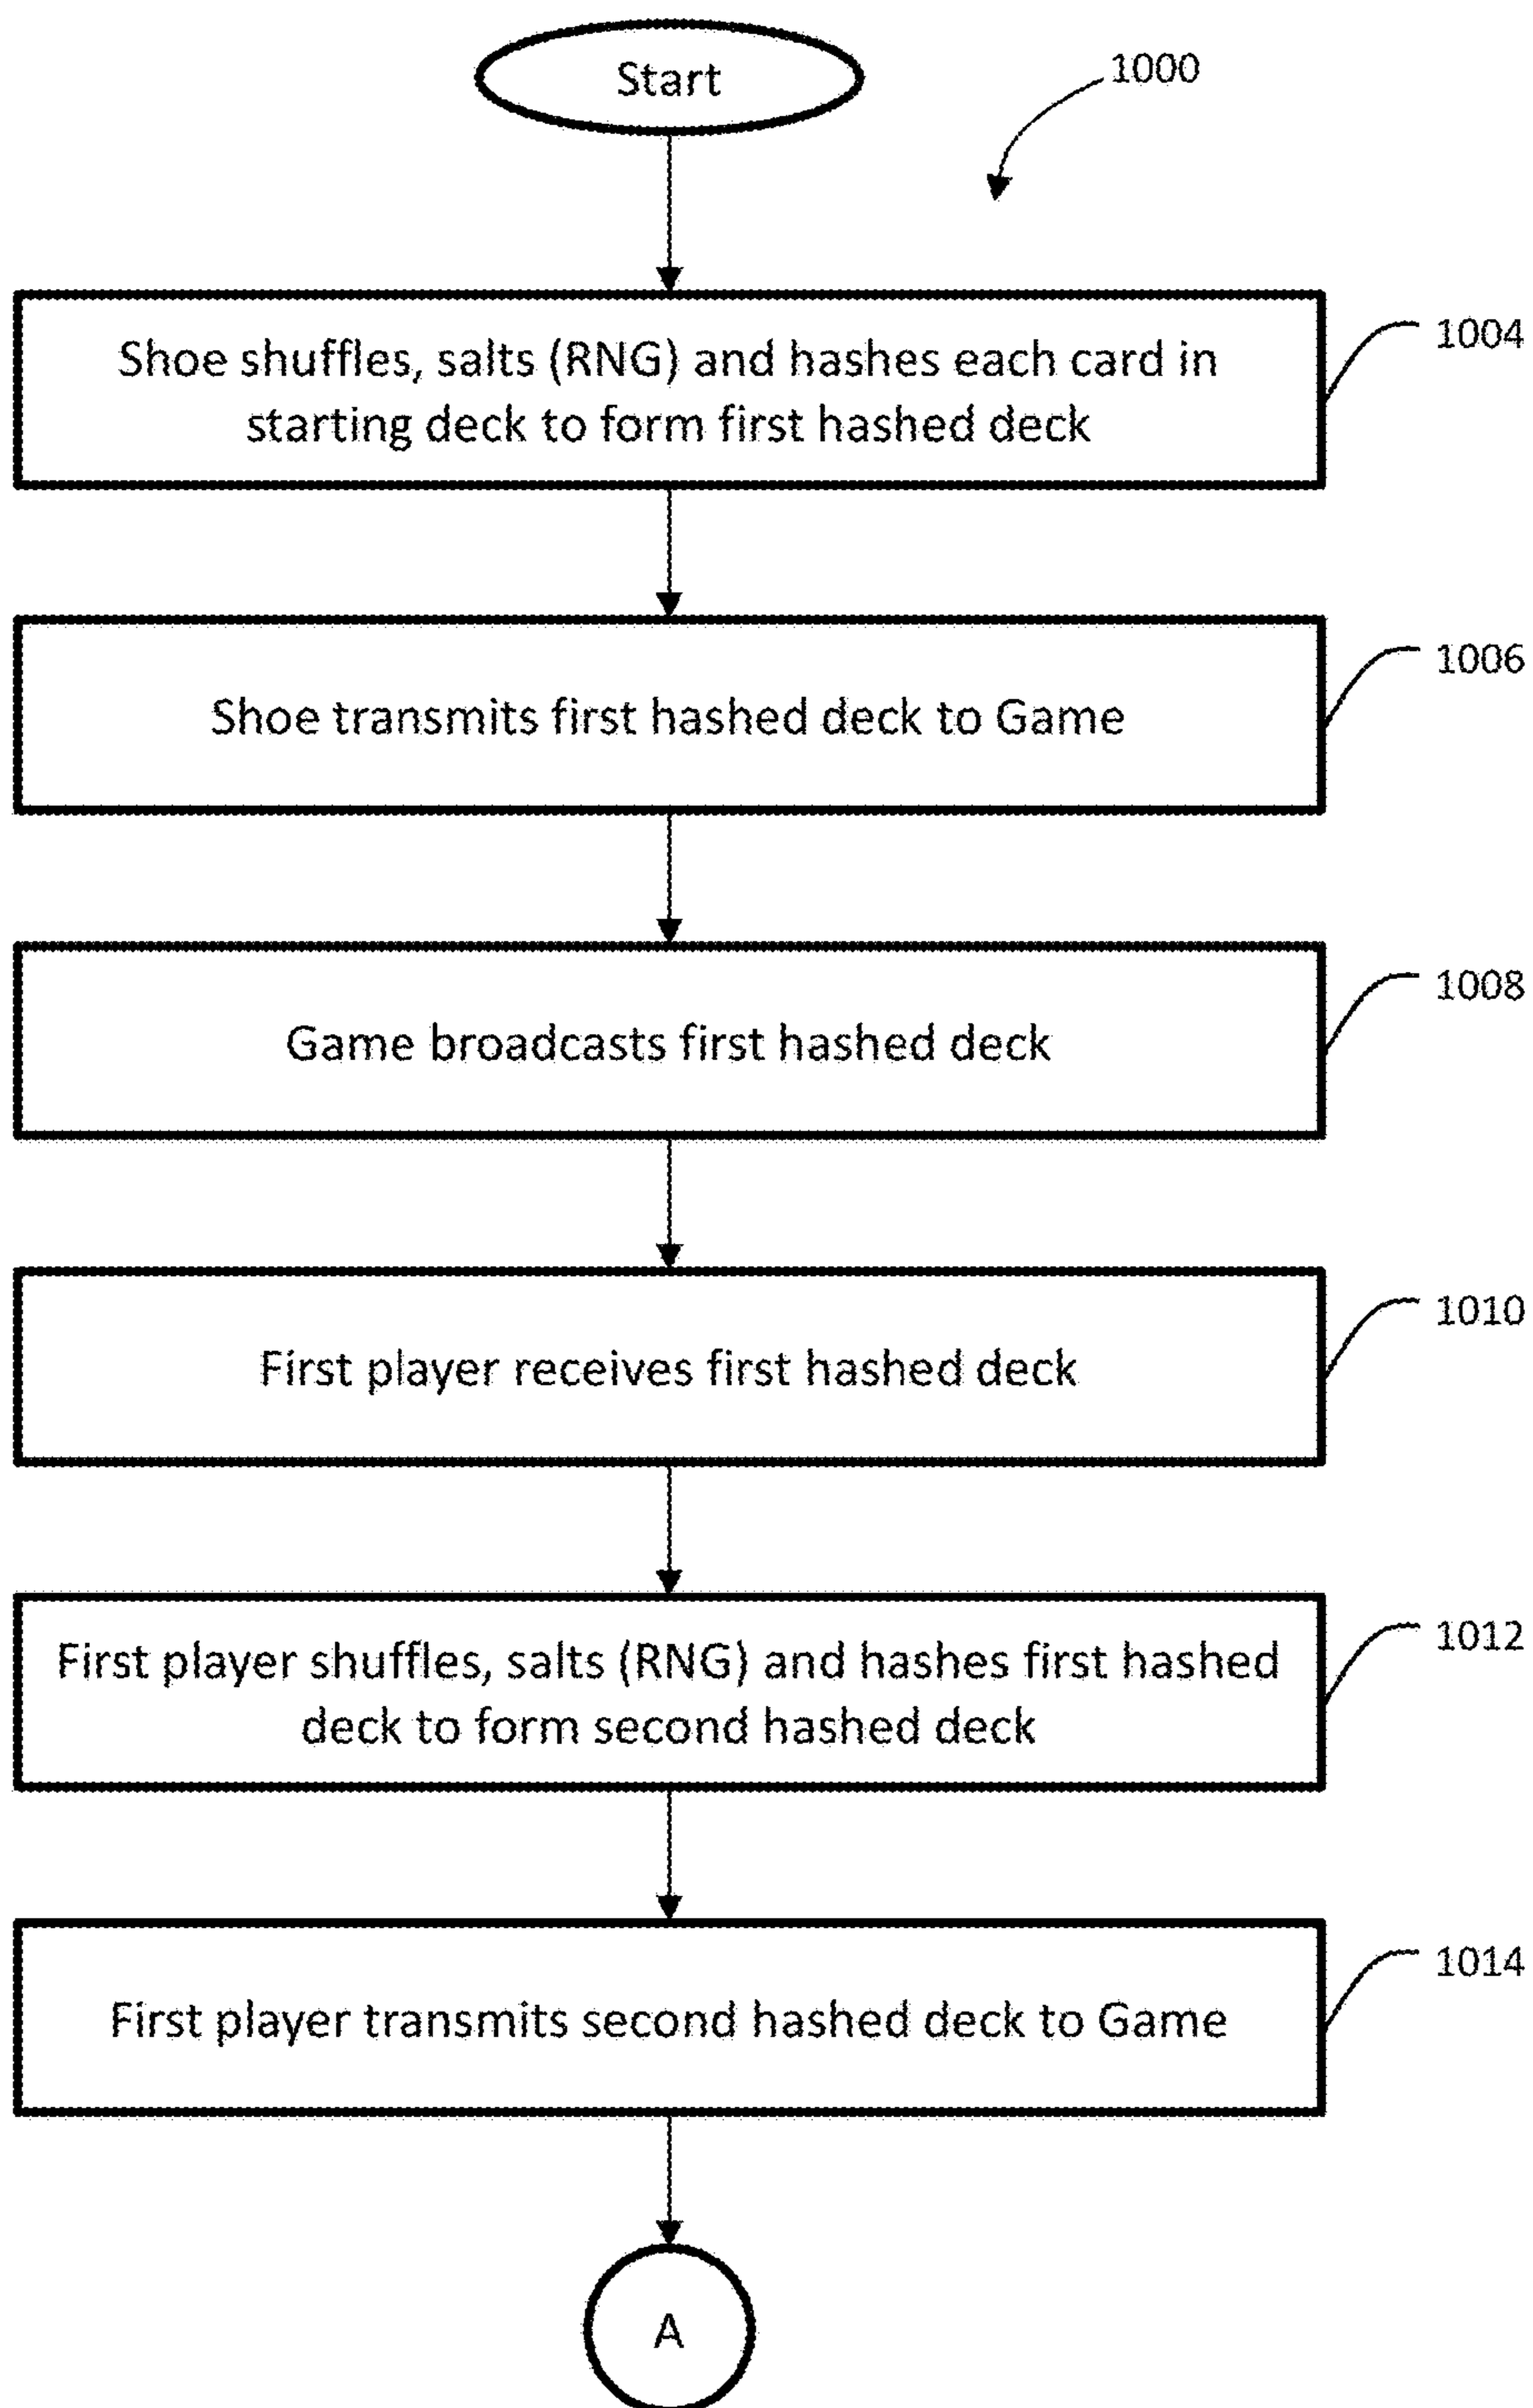 Start
1000
Shoe shuffles, salts (RNG) and hashes each card in
starting deck to form first hashed deck
1004
Shoe transmits first hashed deck to Game
1006
Game broadcasts first hashed deck
1008
First player receives first hashed deck
1010
First player shuffles, salts (RNG) and hashes first hashed
deck to form second hashed deck
1012
First player transmits second hashed deck to Game
1014
A